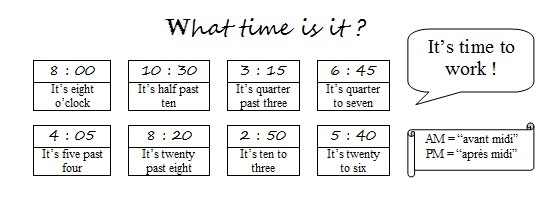 What time is it ?
It's time to
work !
8 : 00
It's eight
o'clock
10 : 30
It's half past
ten
3 : 15
It's quarter
past three
6 : 45
It's quarter
to seven
4 : 05
It's five past
four
8 : 20
It's twenty
past eight
2 : 50
It's ten to
three
5 : 40
It's twenty
to six
AM = “avant midi”
PM = “après midi”